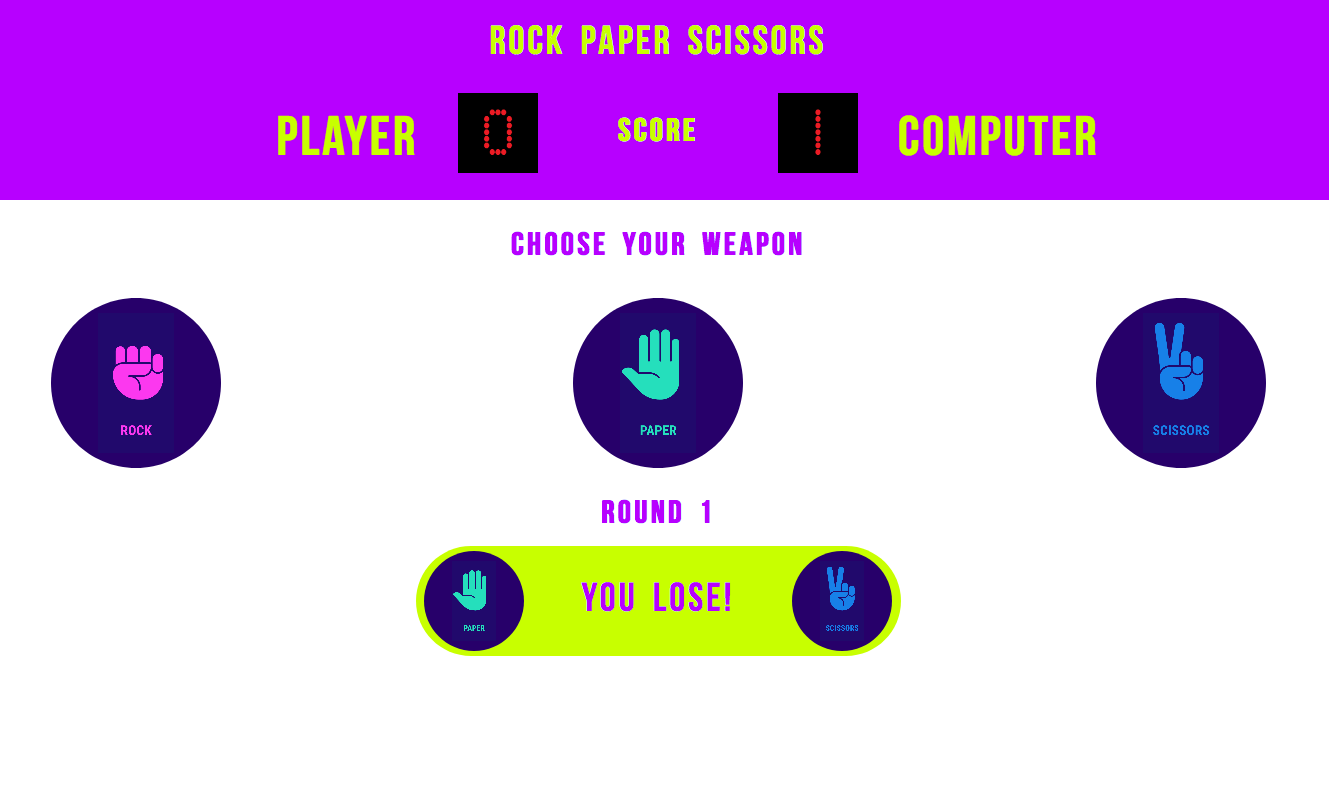 ROCK PAPER SCISSORS
PLAYER 0 SCORE 1 COMPUTER
CHOOSE YOUR WEAPON
ROCK PAPER SCISSORS
ROUND 1
YOU LOSE!
PAPER SCISSORS